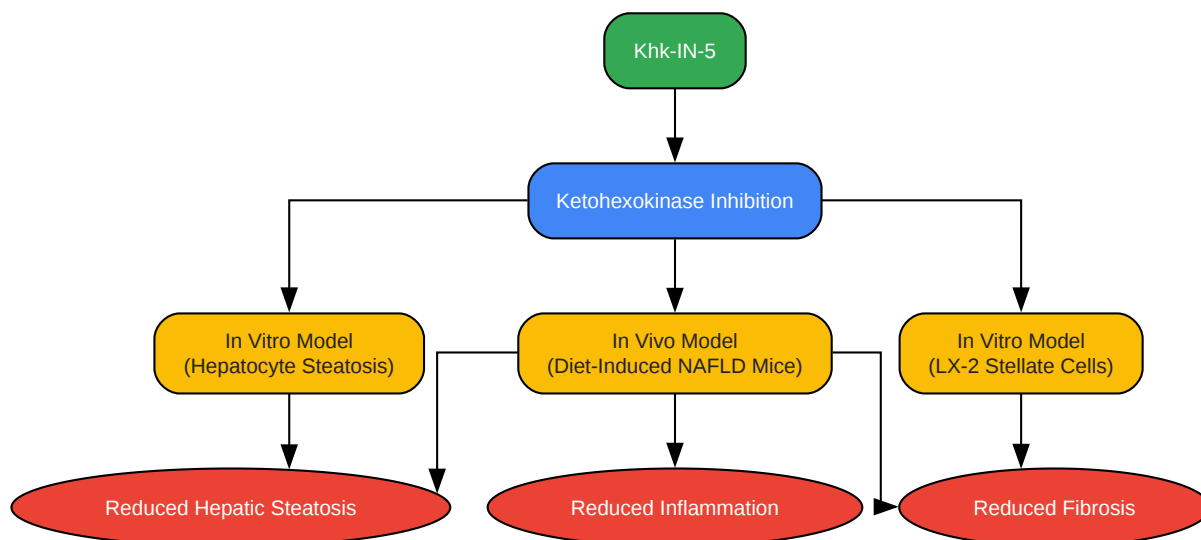 Khk-IN-5
Ketohexokinase Inhibition
In Vitro Model
(Hepatocyte Steatosis)
In Vivo Model
(Diet-Induced NAFLD Mice)
In Vitro Model
(LX-2 Stellate Cells)
Reduced Hepatic Steatosis
Reduced Inflammation
Reduced Fibrosis